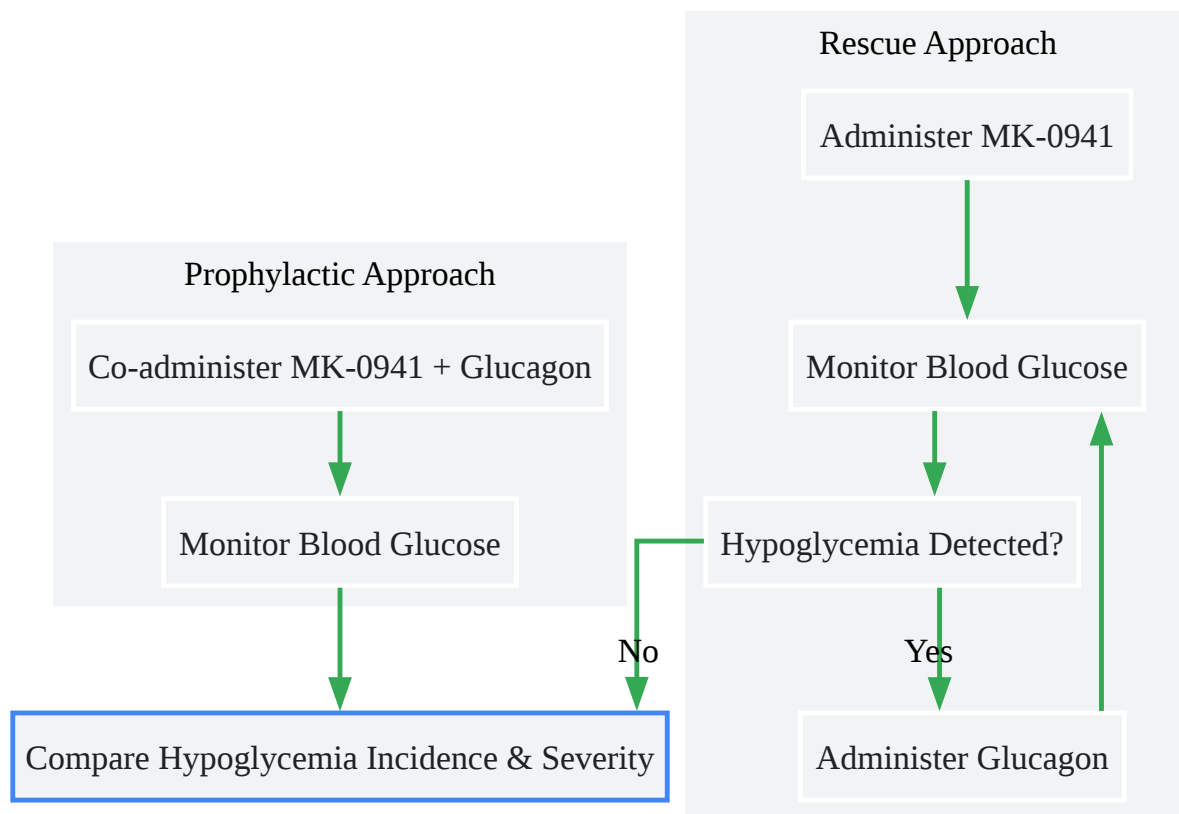 Rescue Approach
Administer MK-0941
Prophylactic Approach
Co-administer MK-0941 + Glucagon
Monitor Blood Glucose
Monitor Blood Glucose
Hypoglycemia Detected?
No
Yes
Compare Hypoglycemia Incidence & Severity
Administer Glucagon